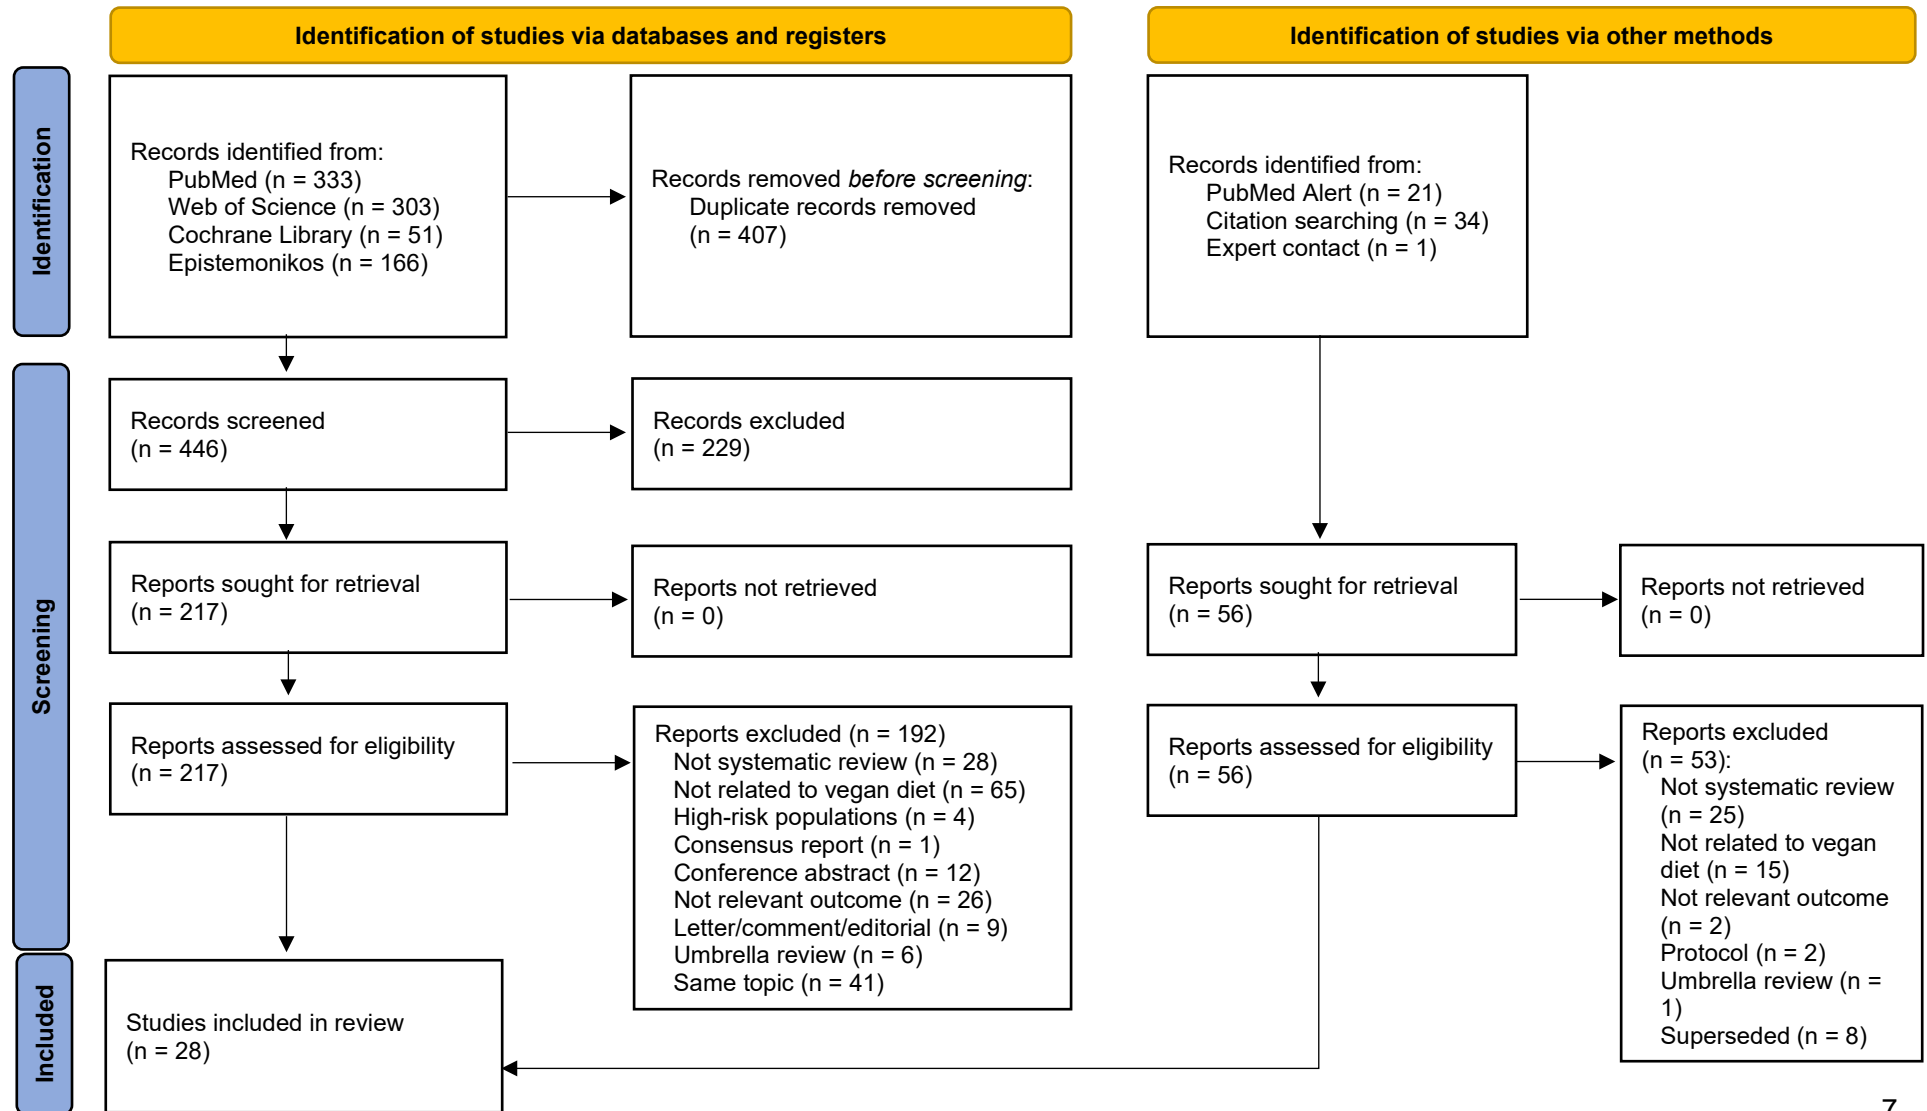 Identification of studies via databases and registers
Identification of studies via other methods
Identification
Records identified from:
PubMed (n = 333)
Web of Science (n = 303)
Cochrane Library (n = 51)
Epistemonikos (n = 166)
Records removed before screening:
Duplicate records removed
(n = 407)
Records identified from:
PubMed Alert (n = 21)
Citation searching (n = 34)
Expert contact (n = 1)
Screening
Records screened
(n = 446)
Records excluded
(n = 229)
Reports sought for retrieval
(n = 217)
Reports not retrieved
(n = 0)
Reports sought for retrieval
(n = 56)
Reports not retrieved
(n = 0)
Reports assessed for eligibility
(n = 217)
Reports excluded (n = 192)
Not systematic review (n = 28)
Not related to vegan diet (n = 65)
High-risk populations (n = 4)
Consensus report (n = 1)
Conference abstract (n = 12)
Not relevant outcome (n = 26)
Letter/comment/editorial (n = 9)
Umbrella review (n = 6)
Same topic (n = 41)
Reports assessed for eligibility
(n = 56)
Reports excluded
(n = 53):
Not systematic review
(n = 25)
Not related to vegan
diet (n = 15)
Not relevant outcome
(n = 2)
Protocol (n = 2)
Umbrella review (n =
1)
Superseded (n = 8)
Included
Studies included in review
(n = 28)
7